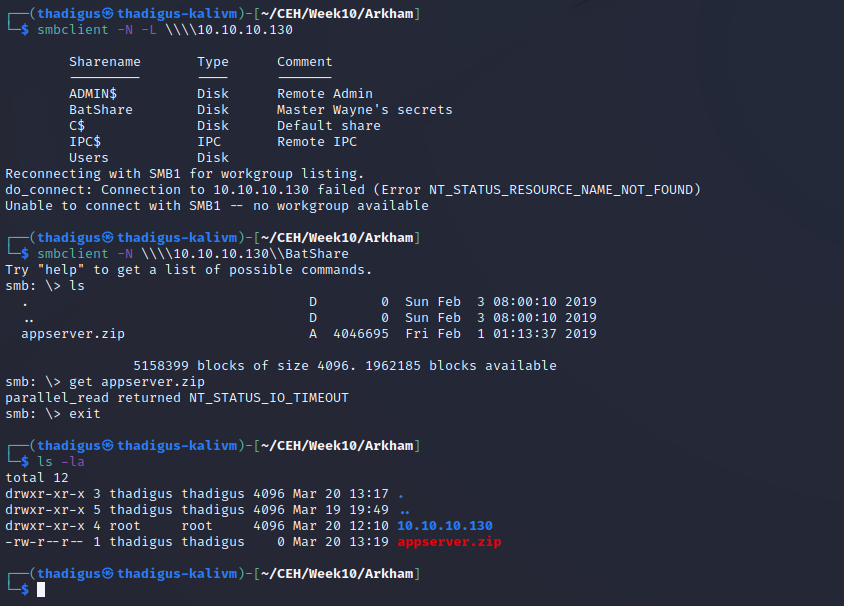 ┌──(thadigus㉿thadigus-kalivm)-[~/CEH/Week10/Arkham]
└─$ smbclient -N -L \\\\10.10.10.130

        Sharename       Type      Comment
        ---------       ----      -------
        ADMIN$          Disk      Remote Admin
        BatShare        Disk      Master Wayne's secrets
        C$              Disk      Default share
        IPC$            IPC       Remote IPC
        Users           Disk
Reconnecting with SMB1 for workgroup listing.
do_connect: Connection to 10.10.10.130 failed (Error NT_STATUS_RESOURCE_NAME_NOT_FOUND)
Unable to connect with SMB1 -- no workgroup available

┌──(thadigus㉿thadigus-kalivm)-[~/CEH/Week10/Arkham]
└─$ smbclient -N \\\\10.10.10.130\\BatShare
Try "help" to get a list of possible commands.
smb: \> ls
  .                                   D        0  Sun Feb  3 08:00:10 2019
  ..                                  D        0  Sun Feb  3 08:00:10 2019
  appserver.zip                       A  4046695  Fri Feb  1 01:13:37 2019

                5158399 blocks of size 4096. 1962185 blocks available
smb: \> get appserver.zip
parallel_read returned NT_STATUS_IO_TIMEOUT
smb: \> exit

┌──(thadigus㉿thadigus-kalivm)-[~/CEH/Week10/Arkham]
└─$ ls -la
total 12
drwxr-xr-x 3 thadigus thadigus 4096 Mar 20 13:17 .
drwxr-xr-x 5 thadigus thadigus 4096 Mar 19 19:49 ..
drwxr-xr-x 4 root     root     4096 Mar 20 12:10 10.10.10.130
-rw-r--r-- 1 thadigus thadigus    0 Mar 20 13:19 appserver.zip

┌──(thadigus㉿thadigus-kalivm)-[~/CEH/Week10/Arkham]
└─$